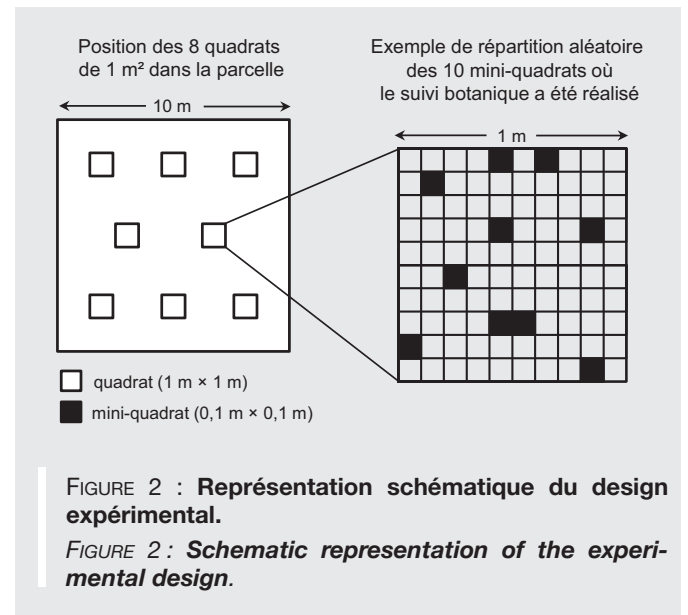 Position des 8 quadrats
de 1 m² dans la parcelle
10 m
Exemple de répartition aléatoire
des 10 mini-quadrats où
le suivi botanique a été réalisé
1 m
quadrat (1 m × 1 m)
mini-quadrat (0,1 m × 0,1 m)
FIGURE 2 : Représentation schématique du design
expérimental.
FIGURE 2 : Schematic representation of the experi-
mental design.